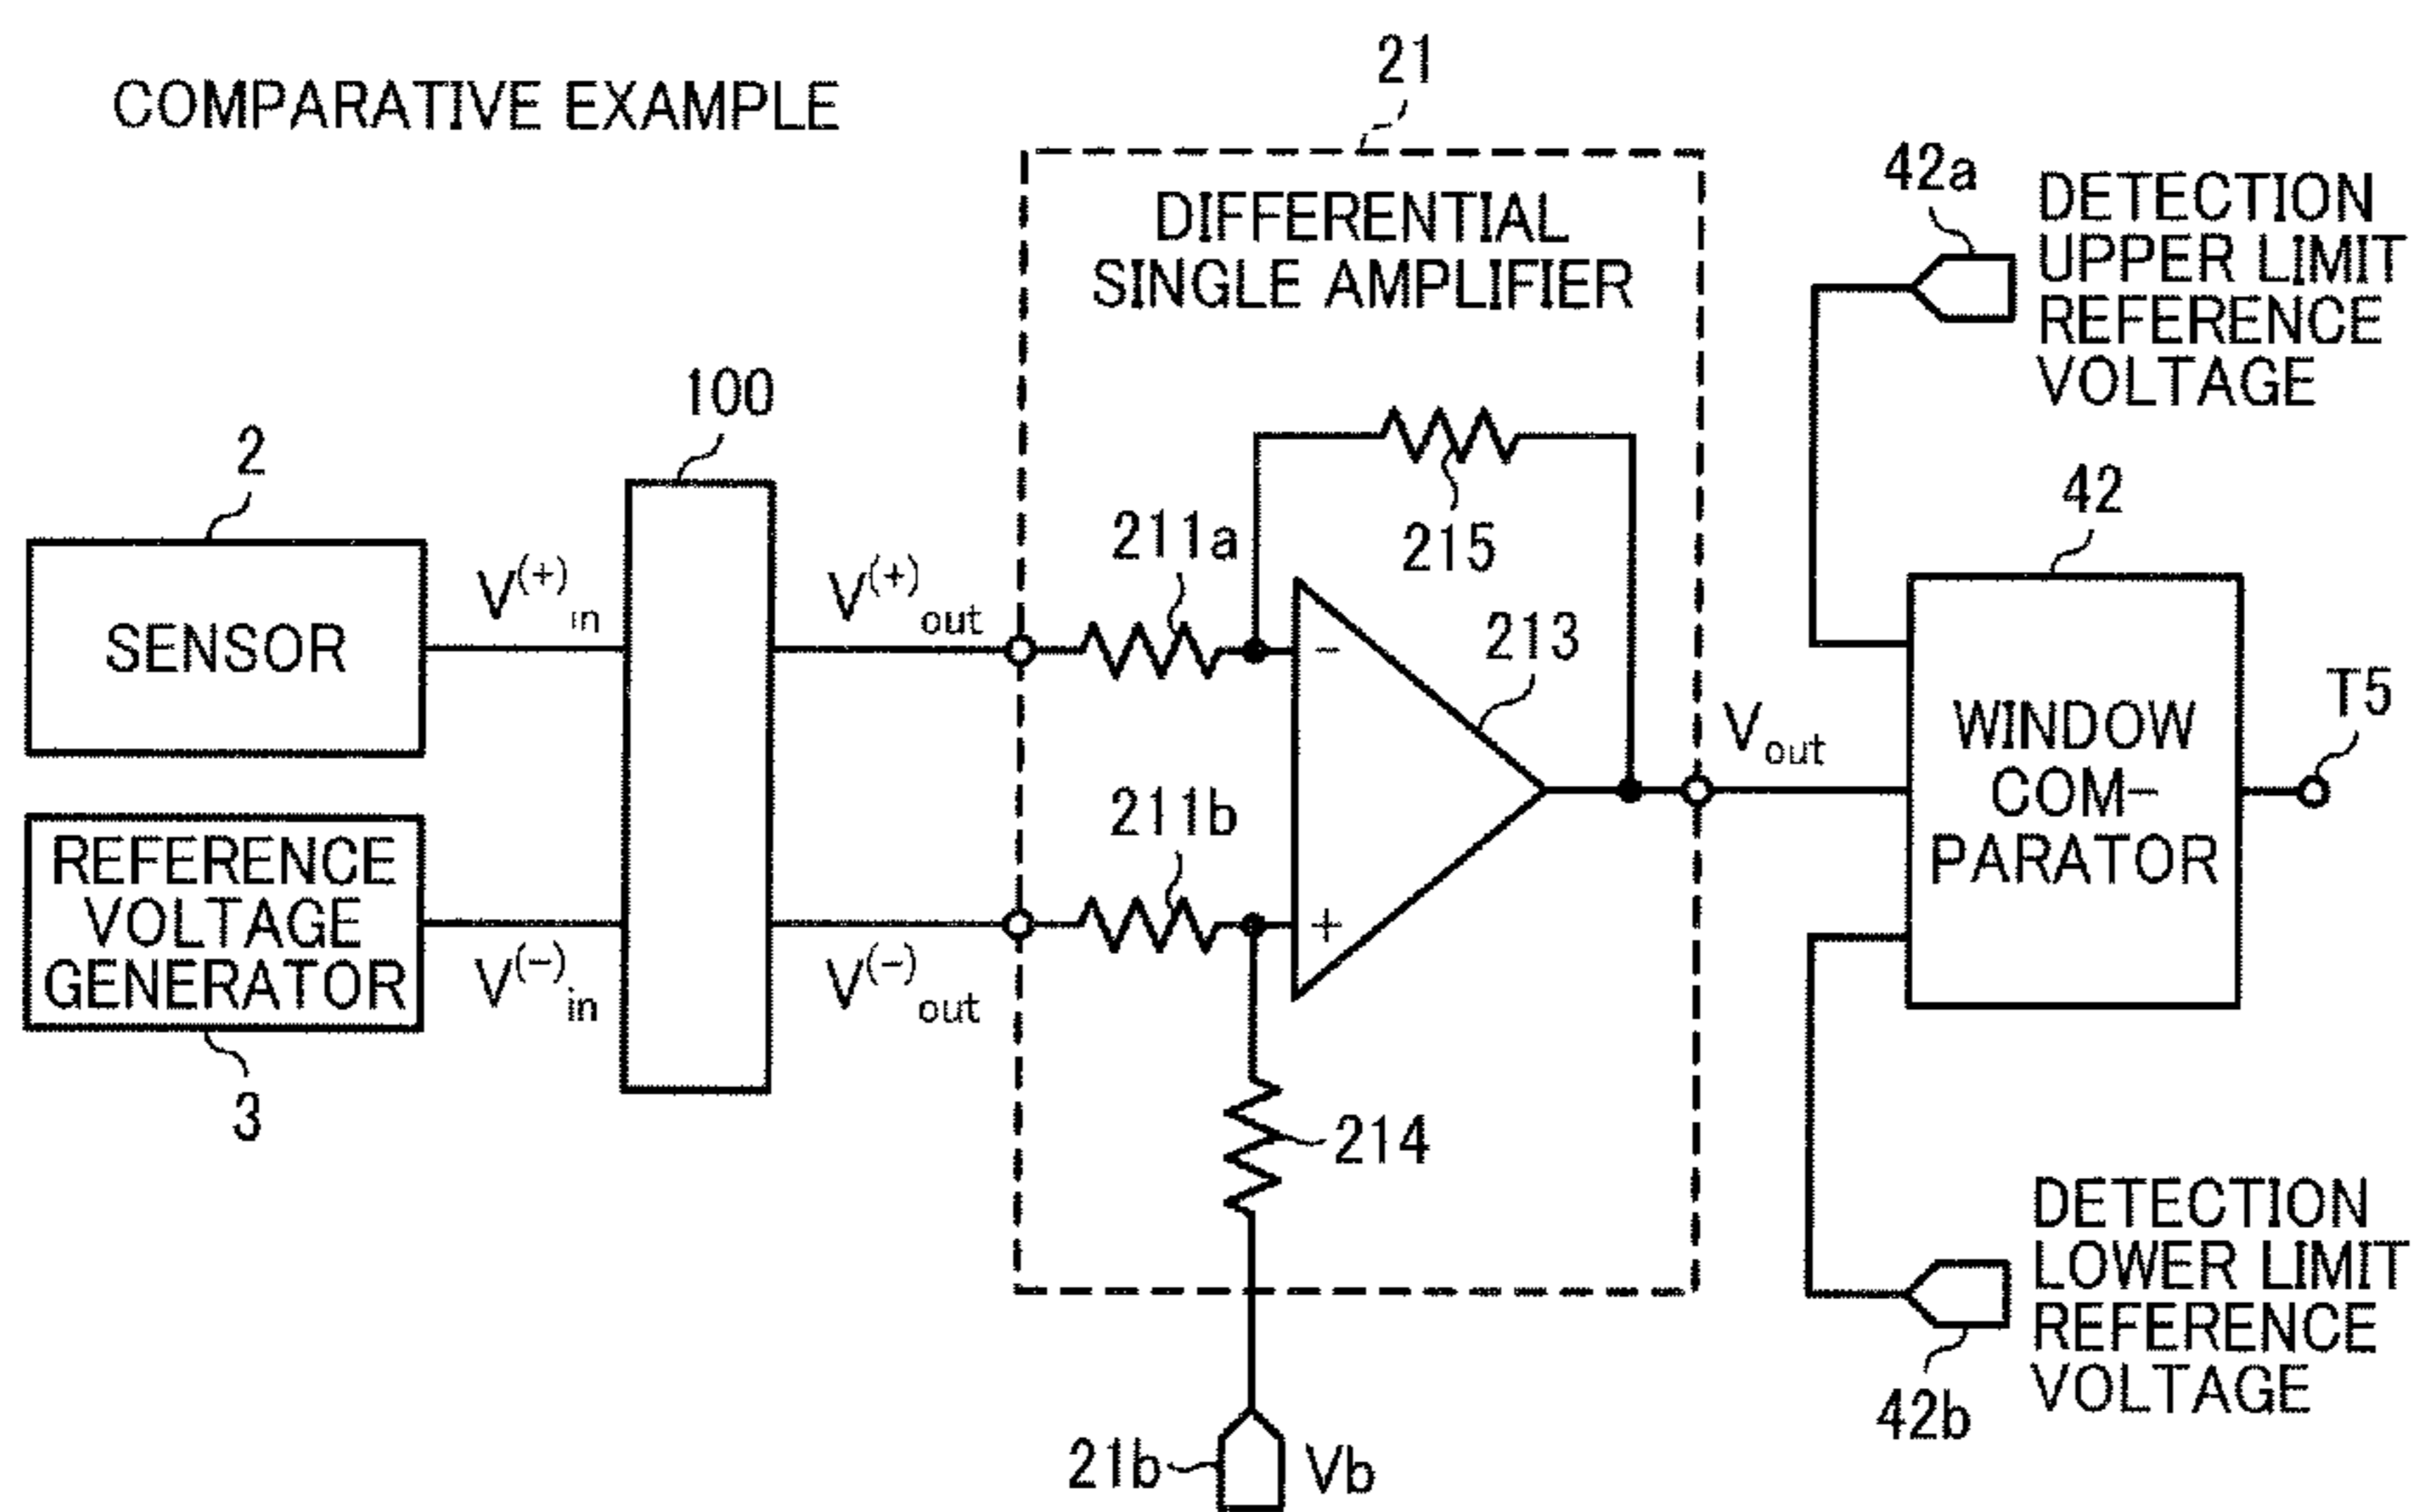 COMPARATIVE EXAMPLE
21
DIFFERENTIAL
SINGLE AMPLIFIER
42a
DETECTION
UPPER LIMIT
REFERENCE
VOLTAGE
100
2
SENSOR
V(+)in
V(+)out
211a
215
213
42
WINDOW
COM-
PARATOR
T5
Vout
-
+
REFERENCE
VOLTAGE
GENERATOR
3
V(-)in
V(-)out
211b
214
21b
Vb
DETECTION
LOWER LIMIT
REFERENCE
VOLTAGE
42b